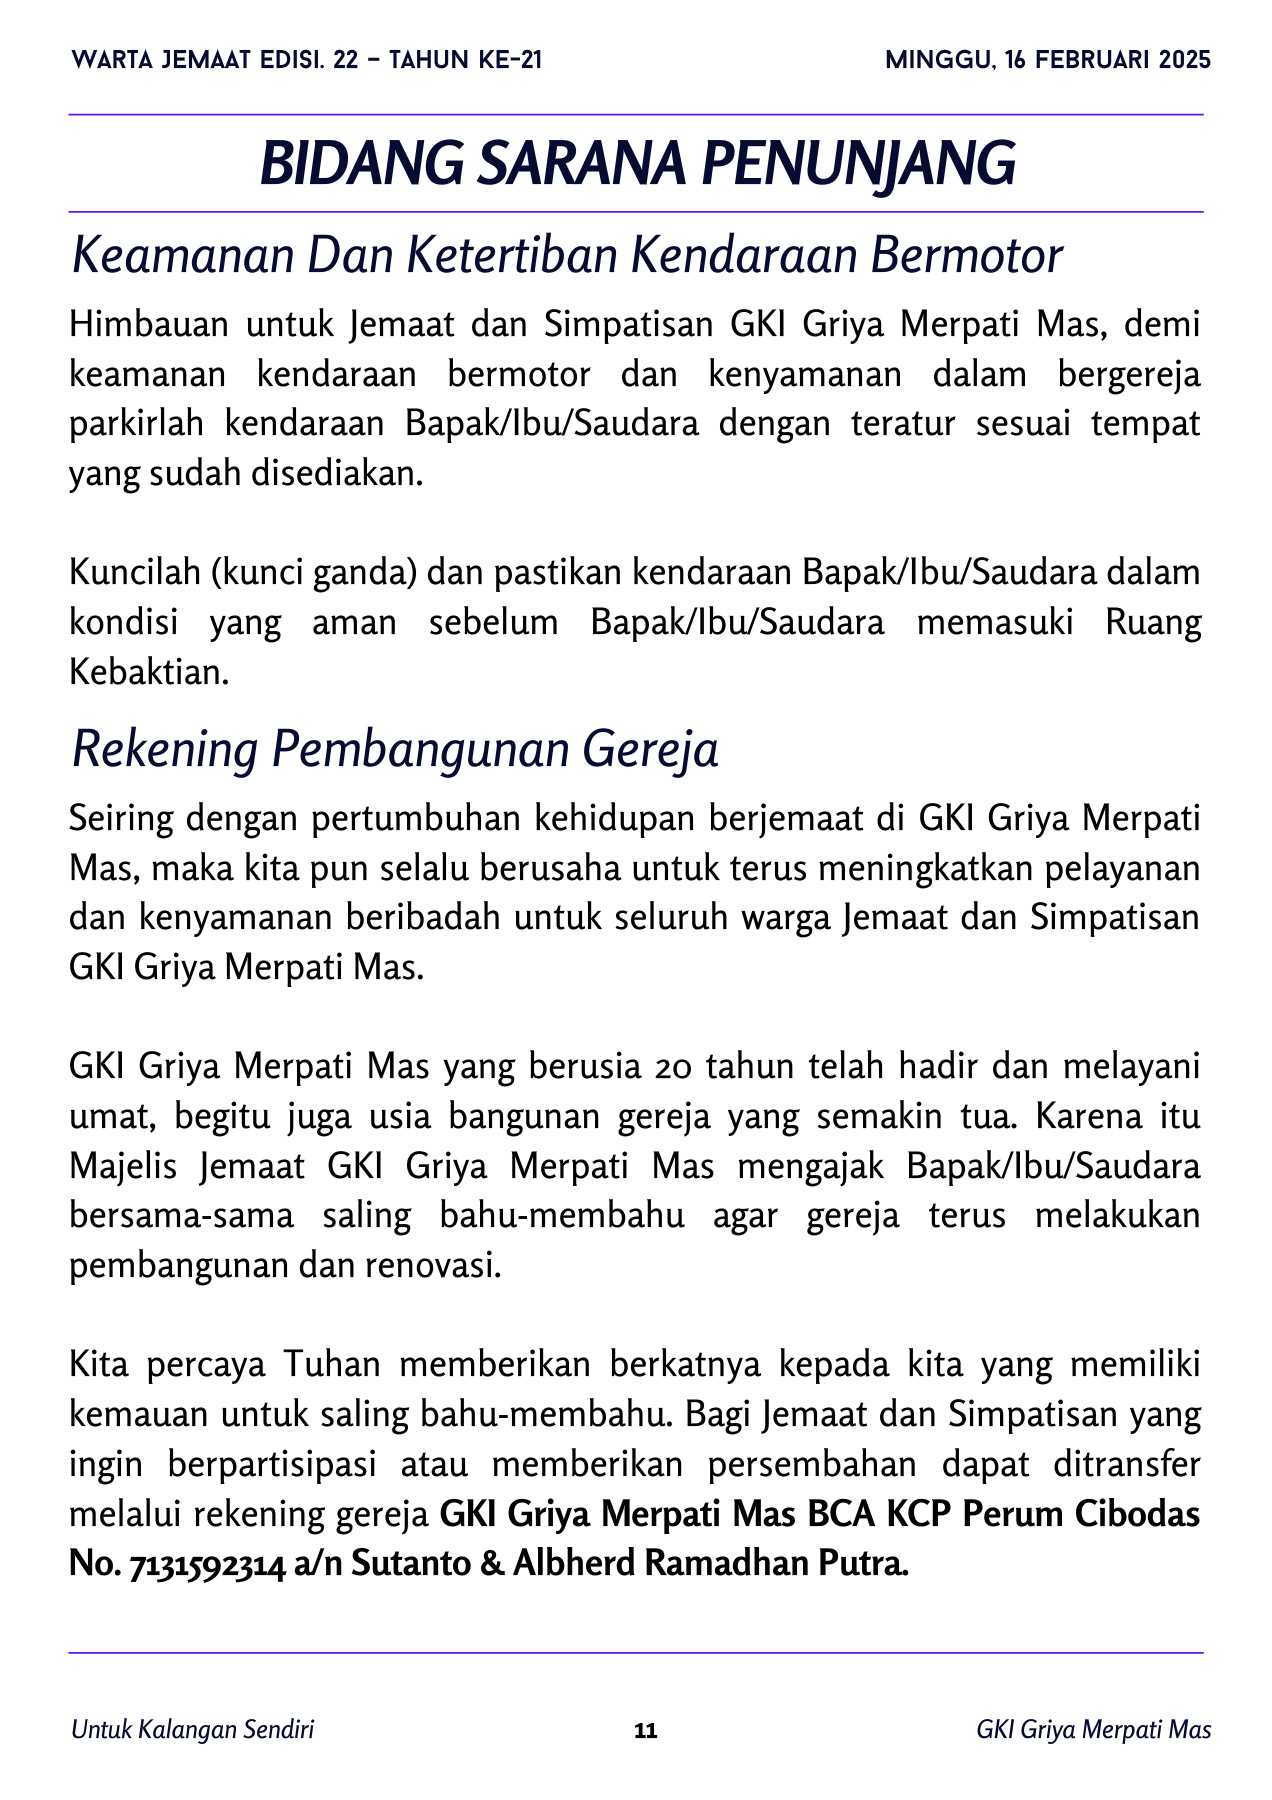 WARTA JEMAAT EDISI. 22 – TAHUN KE-21
MINGGU, 16 FEBRUARI 2025
BIDANG SARANA PENUNJANG
Keamanan Dan Ketertiban Kendaraan Bermotor
Himbauan untuk Jemaat dan Simpatisan GKI Griya Merpati Mas, demi
keamanan kendaraan bermotor dan kenyamanan dalam bergereja
parkirlah kendaraan Bapak/Ibu/Saudara dengan teratur sesuai tempat
yang sudah disediakan.
Kuncilah (kunci ganda) dan pastikan kendaraan Bapak/Ibu/Saudara dalam
kondisi yang aman sebelum Bapak/Ibu/Saudara memasuki Ruang
Kebaktian.
Rekening Pembangunan Gereja
Seiring dengan pertumbuhan kehidupan berjemaat di GKI Griya Merpati
Mas, maka kita pun selalu berusaha untuk terus meningkatkan pelayanan
dan kenyamanan beribadah untuk seluruh warga Jemaat dan Simpatisan
GKI Griya Merpati Mas.
GKI Griya Merpati Mas yang berusia 20 tahun telah hadir dan melayani
umat, begitu juga usia bangunan gereja yang semakin tua. Karena itu
Majelis Jemaat GKI Griya Merpati Mas mengajak Bapak/Ibu/Saudara
bersama-sama saling bahu-membahu agar gereja terus melakukan
pembangunan dan renovasi.
Kita percaya Tuhan memberikan berkatnya kepada kita yang memiliki
kemauan untuk saling bahu-membahu. Bagi Jemaat dan Simpatisan yang
ingin berpartisipasi atau memberikan persembahan dapat ditransfer
melalui rekening gereja GKI Griya Merpati Mas BCA KCP Perum Cibodas
No. 7131592314 a/n Sutanto & Albherd Ramadhan Putra.
Untuk Kalangan Sendiri
11
GKI Griya Merpati Mas